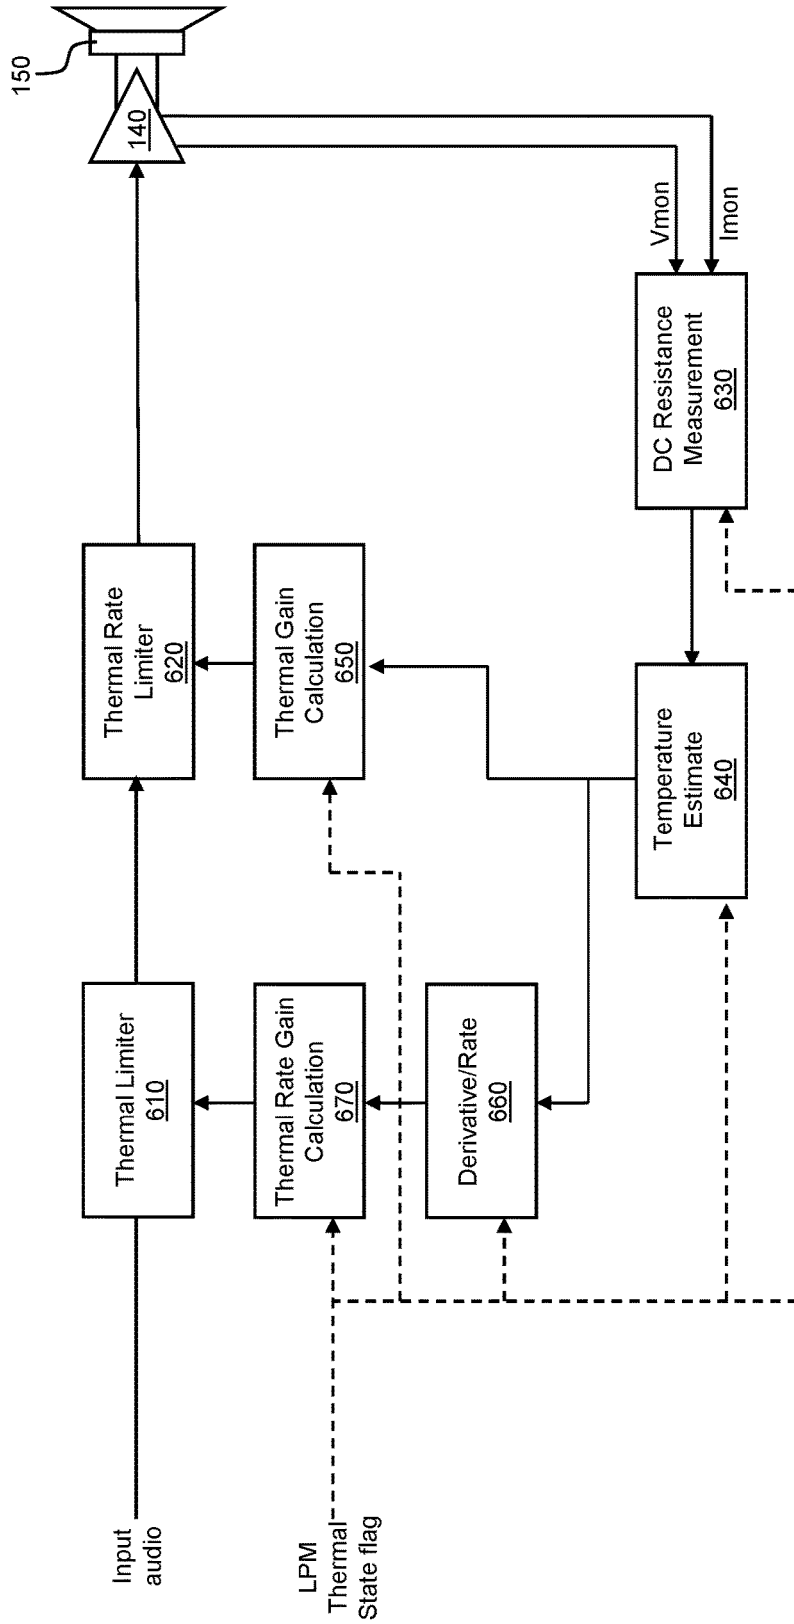 Input
audio
LPM
Thermal
State flag
Thermal Limiter
610
Thermal Rate
Limiter
620
140
150
Thermal Rate Gain
Calculation
670
Thermal Gain
Calculation
650
Derivative/Rate
660
Temperature
Estimate
640
DC Resistance
Measurement
630
Vmon
Imon